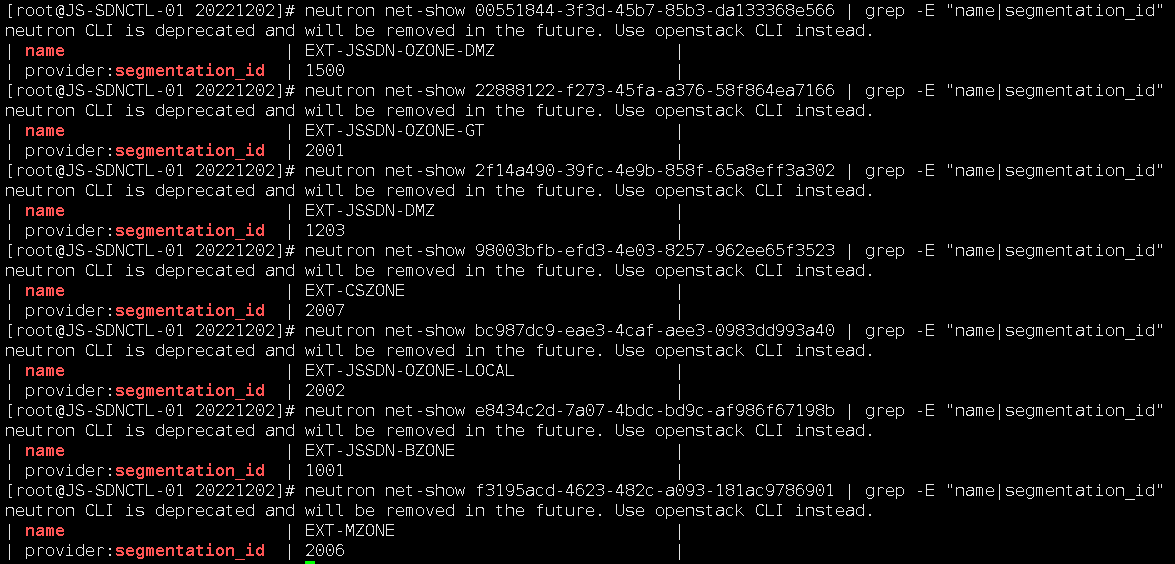 [root@JS-SDNCTL-01 20221202]# neutron net-show 00551844-3f3d-45b7-85b3-da133368e566 | grep -E "name|segmentation_id"
neutron CLI is deprecated and will be removed in the future. Use openstack CLI instead.
| name                      | EXT-JSSDN-OZONE-DMZ                  |
| provider:segmentation_id  | 1500                                 |
[root@JS-SDNCTL-01 20221202]# neutron net-show 22888122-f273-45fa-a376-58f864ea7166 | grep -E "name|segmentation_id"
neutron CLI is deprecated and will be removed in the future. Use openstack CLI instead.
| name                      | EXT-JSSDN-OZONE-GT                   |
| provider:segmentation_id  | 2001                                 |
[root@JS-SDNCTL-01 20221202]# neutron net-show 2f14a490-39fc-4e9b-858f-65a8eff3a302 | grep -E "name|segmentation_id"
neutron CLI is deprecated and will be removed in the future. Use openstack CLI instead.
| name                      | EXT-JSSDN-DMZ                        |
| provider:segmentation_id  | 1203                                 |
[root@JS-SDNCTL-01 20221202]# neutron net-show 98003bfb-efd3-4e03-8257-962ee65f3523 | grep -E "name|segmentation_id"
neutron CLI is deprecated and will be removed in the future. Use openstack CLI instead.
| name                      | EXT-CSZONE                           |
| provider:segmentation_id  | 2007                                 |
[root@JS-SDNCTL-01 20221202]# neutron net-show bc987dc9-eae3-4caf-aee3-0983dd993a40 | grep -E "name|segmentation_id"
neutron CLI is deprecated and will be removed in the future. Use openstack CLI instead.
| name                      | EXT-JSSDN-OZONE-LOCAL                |
| provider:segmentation_id  | 2002                                 |
[root@JS-SDNCTL-01 20221202]# neutron net-show e8434c2d-7a07-4bdc-bd9c-af986f67198b | grep -E "name|segmentation_id"
neutron CLI is deprecated and will be removed in the future. Use openstack CLI instead.
| name                      | EXT-JSSDN-BZONE                      |
| provider:segmentation_id  | 1001                                 |
[root@JS-SDNCTL-01 20221202]# neutron net-show f3195acd-4623-482c-a093-181ac9786901 | grep -E "name|segmentation_id"
neutron CLI is deprecated and will be removed in the future. Use openstack CLI instead.
| name                      | EXT-MZONE                            |
| provider:segmentation_id  | 2006                                 |